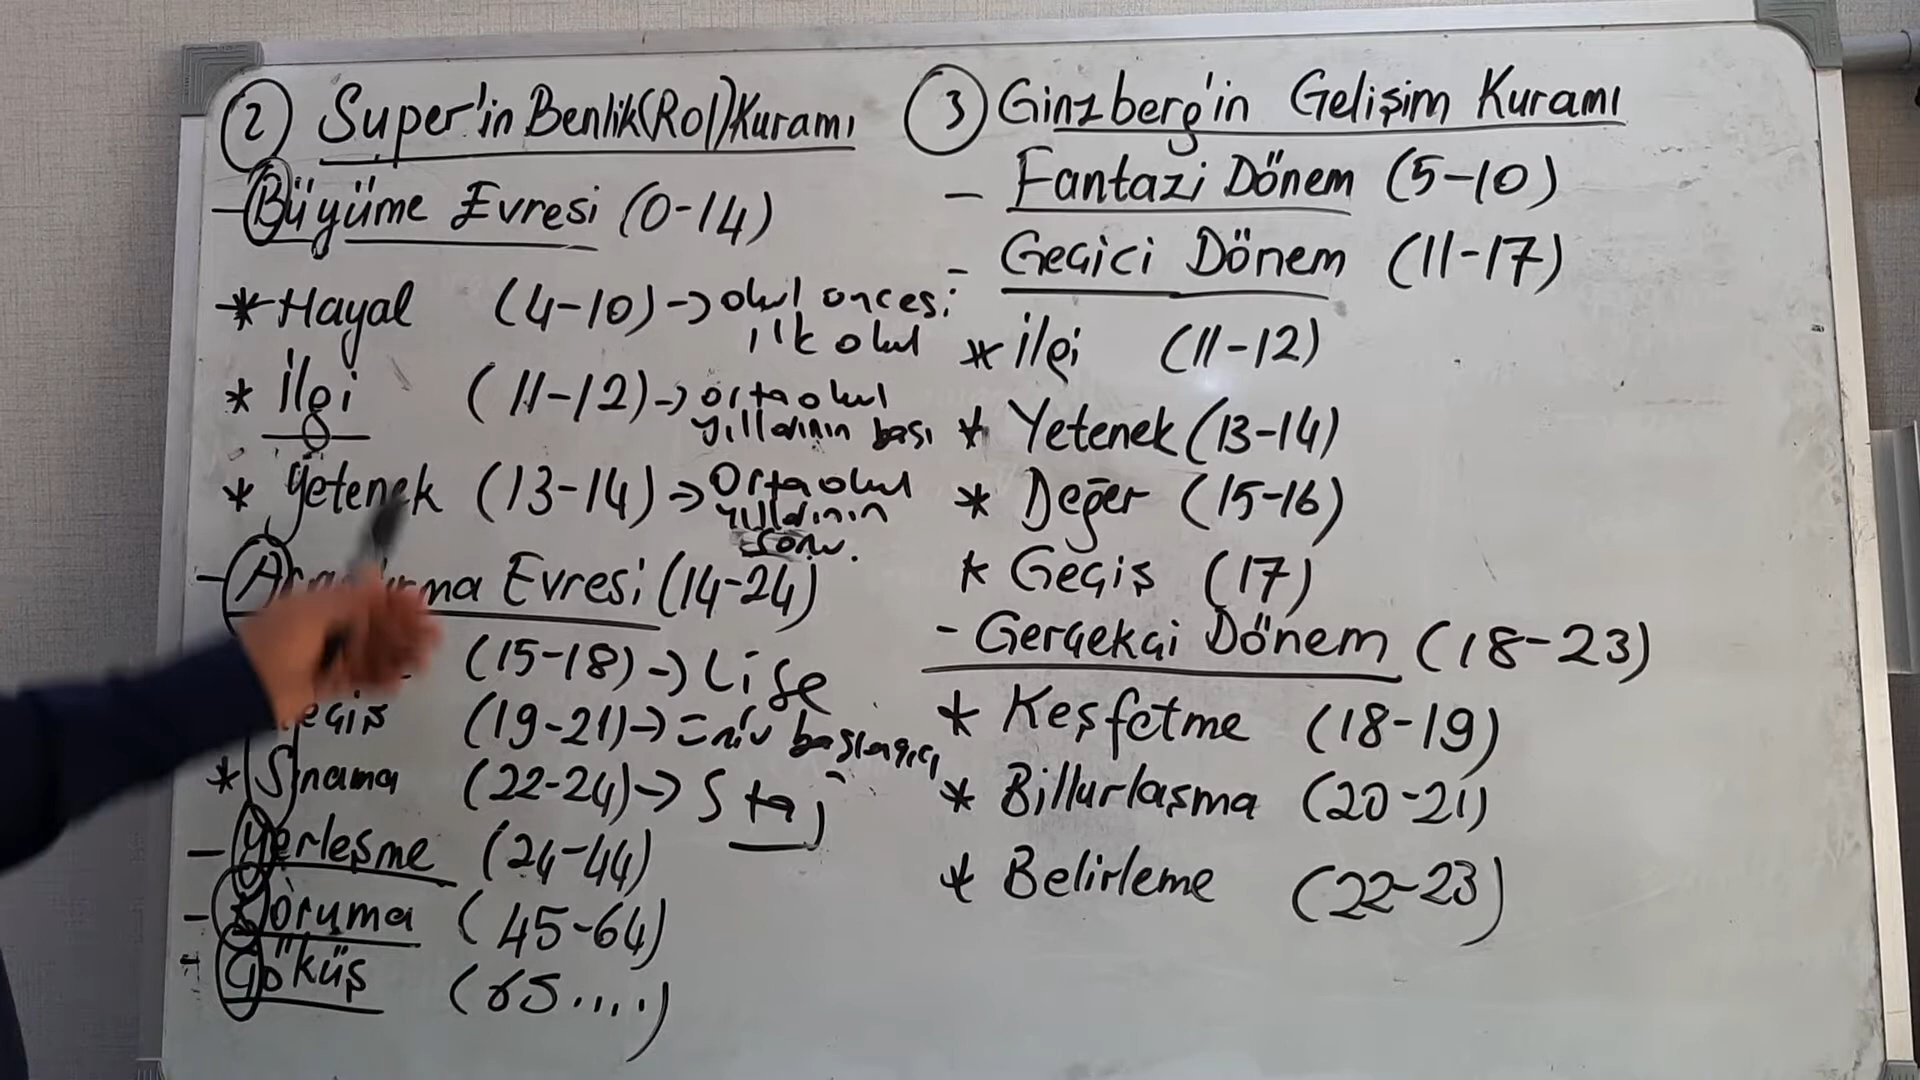 2 Super'in Benlik(Rol)Kuramı
- Büyüme Evresi (0-14)
* Hayal (4-10) → okul öncesi
ilkokul
* İlgi (11-12) → ortaokul
yıllarının başı
* Yetenek (13-14) → Ortaokul
yıllarının
sonu.
- Evresi (14-24)
(15-18) → Lise
(19-21) → üniv başlangıcı
* Sınama (22-24) → Staj
- Yerleşme (24-44)
- Koruma (45-64)
- Çöküş (65....)
3 Ginzberg'in Gelişim Kuramı
- Fantazi Dönem (5-10)
- Geçici Dönem (11-17)
* İlgi (11-12)
* Yetenek (13-14)
* Değer (15-16)
* Geçiş (17)
- Gerçekçi Dönem (18-23)
* Keşfetme (18-19)
* Billurlaşma (20-21)
* Belirleme (22-23)